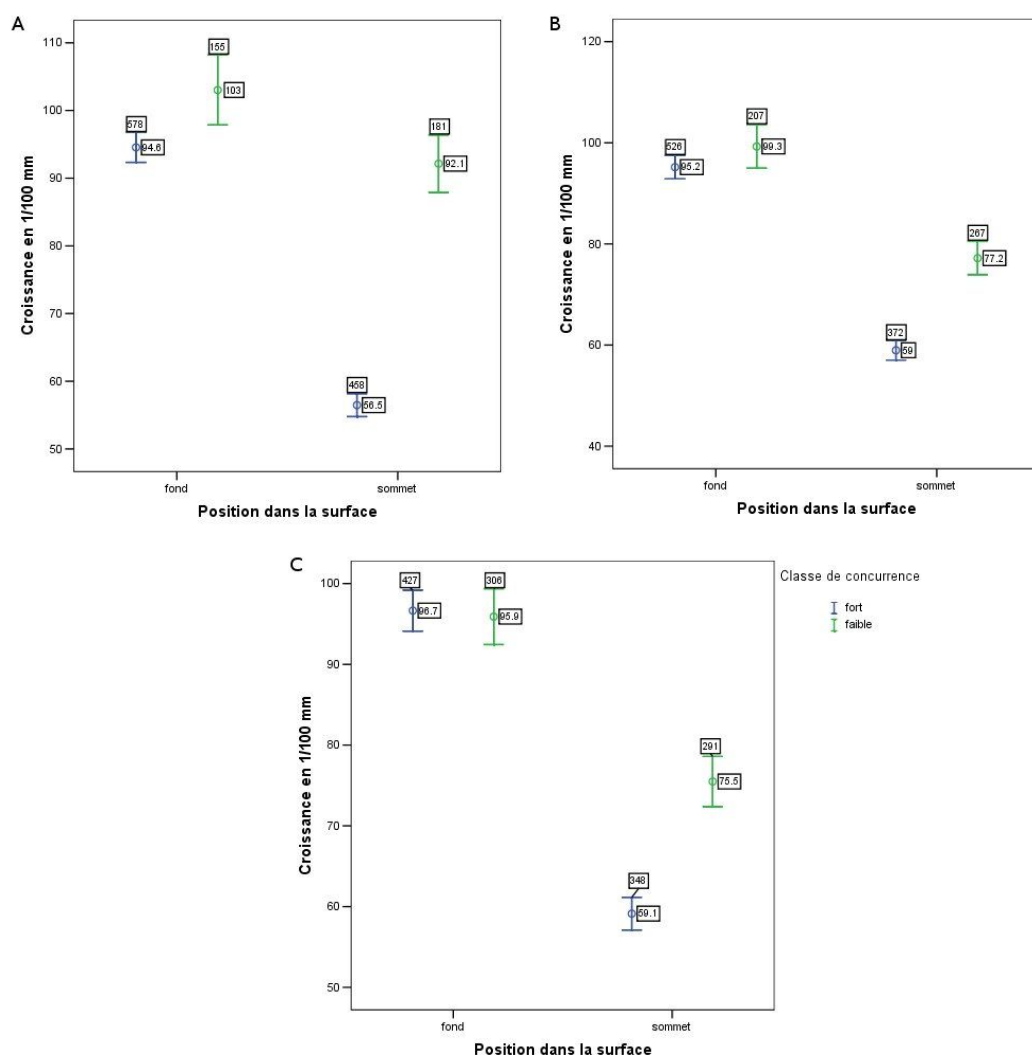 A
Croissance en 1/100 mm
110
100
90
80
70
60
50
578
94.6
155
103
458
56.5
181
92.1
fond
sommet
Position dans la surface
B
Croissance en 1/100 mm
120
100
80
60
40
526
95.2
207
99.3
372
59
267
77.2
fond
sommet
Position dans la surface
C
Croissance en 1/100 mm
100
90
80
70
60
50
427
96.7
306
95.9
348
59.1
291
75.5
fond
sommet
Position dans la surface
Classe de concurrence
fort
faible